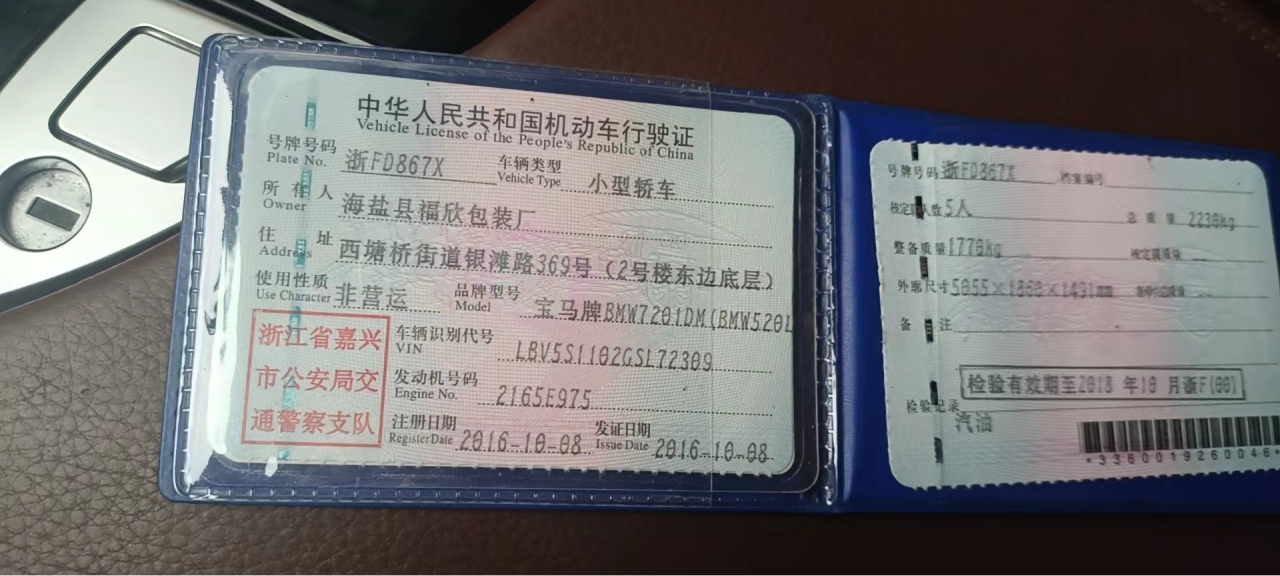 中华人民共和国机动车行驶证
Vehicle License of the People's Republic of China
号牌号码 浙FD867X 车辆类型 小型轿车
Plate No. Vehicle Type
所有人 海盐县福欣包装厂
Owner
住址 西塘桥街道银滩路369号（2号楼东边底层）
Address
使用性质 非营运 品牌型号 宝马牌BMW7201DM(BMW520L
Use Character Model
浙江省嘉兴
市公安局交
通警察支队
车辆识别代号 LBV5S1102GSL72309
VIN
发动机号码 2165E975
Engine No.
注册日期 2016-10-08 发证日期 2016-10-08
Register Date Issue Date
号牌号码 浙FD867X 档案编号
核定载人数 5人 总质量 2230kg
整备质量 1770kg 核定载质量 --
外廓尺寸 5055×1868×1491mm --
备注
检验有效期至2018年10月浙F(00)
检验记录
汽油
*3360019260046*